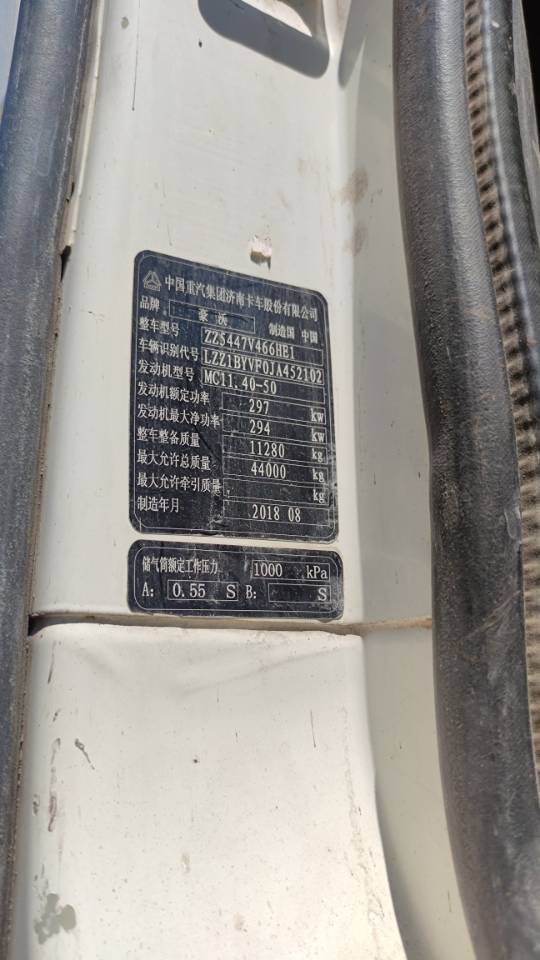 中国重汽集团济南卡车股份有限公司
品牌 豪沃 制造国 中国
整车型号 ZZ5447V466HE1
车辆识别代号 LZZ1BYVF0JA452102
发动机型号 MC11.40-50
发动机额定功率 297 kw
发动机最大净功率 294 kw
整车整备质量 11280 kg
最大允许总质量 44000 kg
最大允许牵引质量 kg
制造年月 2018 08
储气筒额定工作压力 1000 kPa
A: 0.55 S B: S